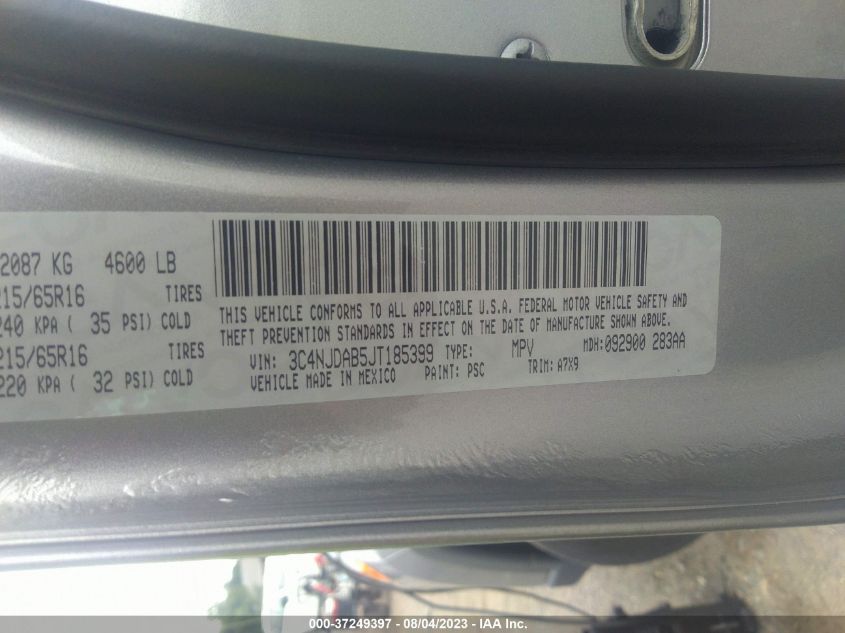 2087 KG 4600 LB
215/65R16 TIRES
240 KPA ( 35 PSI) COLD
215/65R16 TIRES
220 KPA ( 32 PSI) COLD
THIS VEHICLE CONFORMS TO ALL APPLICABLE U.S.A. FEDERAL MOTOR VEHICLE SAFETY AND
THEFT PREVENTION STANDARDS IN EFFECT ON THE DATE OF MANUFACTURE SHOWN ABOVE.
VIN: 3C4NJDAB5JT185399 TYPE: MPV MDH: 092900 283AA
VEHICLE MADE IN MEXICO PAINT: PSC TRIM: A7X9
000-37249397 - 08/04/2023 - IAA Inc.